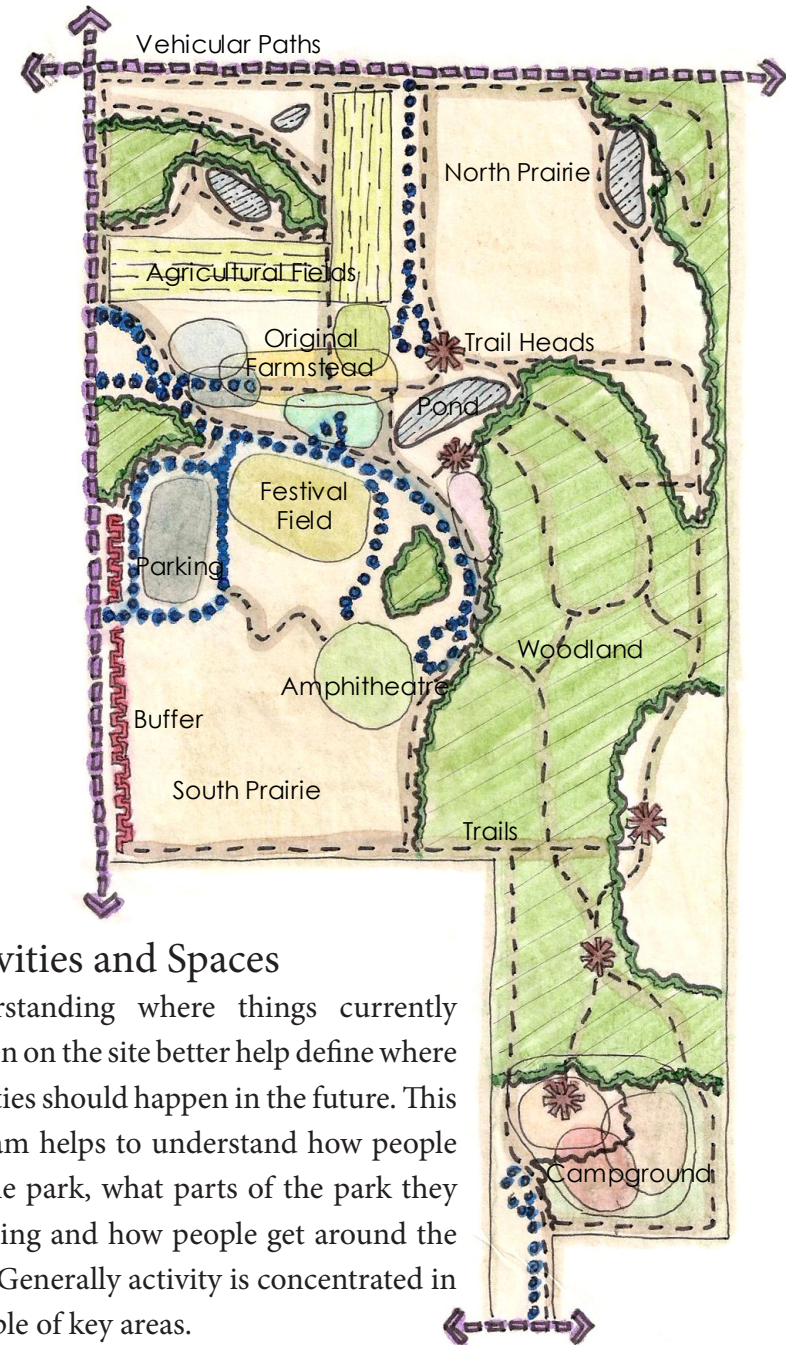 Vehicular Paths
North Prairie
Agricultural Fields
Original
Farmstead
Trail Heads
Pond
Festival
Field
Parking
Woodland
Amphitheatre
Buffer
South Prairie
Trails
Campground
vities and Spaces
rstanding where things currently
en on the site better help define where
ties should happen in the future. This
am helps to understand how people
e park, what parts of the park they
ing and how people get around the
Generally activity is concentrated in
ple of key areas.